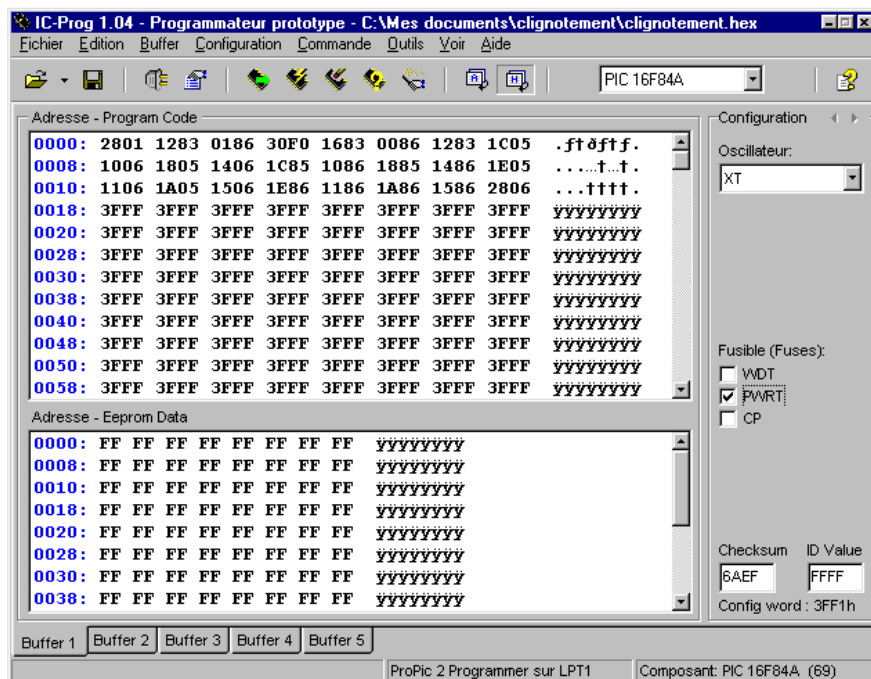 IC-Prog 1.04 - Programmateur prototype - C:\Mes documents\clignotement\clignotement.hex
Fichier Edition Buffer Configuration Commande Outils Voir Aide
PIC 16F84A
Adresse - Program Code
0000: 2801 1283 0186 30F0 1683 0086 1283 1C05 .ƒ†ðƒ†ƒ.
0008: 1006 1805 1406 1C85 1086 1885 1486 1E05 ...…†…†.
0010: 1106 1A05 1506 1E86 1186 1A86 1586 2806 ...††††.
0018: 3FFF 3FFF 3FFF 3FFF 3FFF 3FFF 3FFF 3FFF ÿÿÿÿÿÿÿÿ
0020: 3FFF 3FFF 3FFF 3FFF 3FFF 3FFF 3FFF 3FFF ÿÿÿÿÿÿÿÿ
0028: 3FFF 3FFF 3FFF 3FFF 3FFF 3FFF 3FFF 3FFF ÿÿÿÿÿÿÿÿ
0030: 3FFF 3FFF 3FFF 3FFF 3FFF 3FFF 3FFF 3FFF ÿÿÿÿÿÿÿÿ
0038: 3FFF 3FFF 3FFF 3FFF 3FFF 3FFF 3FFF 3FFF ÿÿÿÿÿÿÿÿ
0040: 3FFF 3FFF 3FFF 3FFF 3FFF 3FFF 3FFF 3FFF ÿÿÿÿÿÿÿÿ
0048: 3FFF 3FFF 3FFF 3FFF 3FFF 3FFF 3FFF 3FFF ÿÿÿÿÿÿÿÿ
0050: 3FFF 3FFF 3FFF 3FFF 3FFF 3FFF 3FFF 3FFF ÿÿÿÿÿÿÿÿ
0058: 3FFF 3FFF 3FFF 3FFF 3FFF 3FFF 3FFF 3FFF ÿÿÿÿÿÿÿÿ
Adresse - Eeprom Data
0000: FF FF FF FF FF FF FF FF ÿÿÿÿÿÿÿÿ
0008: FF FF FF FF FF FF FF FF ÿÿÿÿÿÿÿÿ
0010: FF FF FF FF FF FF FF FF ÿÿÿÿÿÿÿÿ
0018: FF FF FF FF FF FF FF FF ÿÿÿÿÿÿÿÿ
0020: FF FF FF FF FF FF FF FF ÿÿÿÿÿÿÿÿ
0028: FF FF FF FF FF FF FF FF ÿÿÿÿÿÿÿÿ
0030: FF FF FF FF FF FF FF FF ÿÿÿÿÿÿÿÿ
0038: FF FF FF FF FF FF FF FF ÿÿÿÿÿÿÿÿ
Configuration
Oscillateur:
XT
Fusible (Fuses):
WDT
PWRT
CP
Checksum ID Value
6AEF FFFF
Config word : 3FF1h
Buffer 1 Buffer 2 Buffer 3 Buffer 4 Buffer 5
ProPic 2 Programmer sur LPT1 Composant: PIC 16F84A (69)